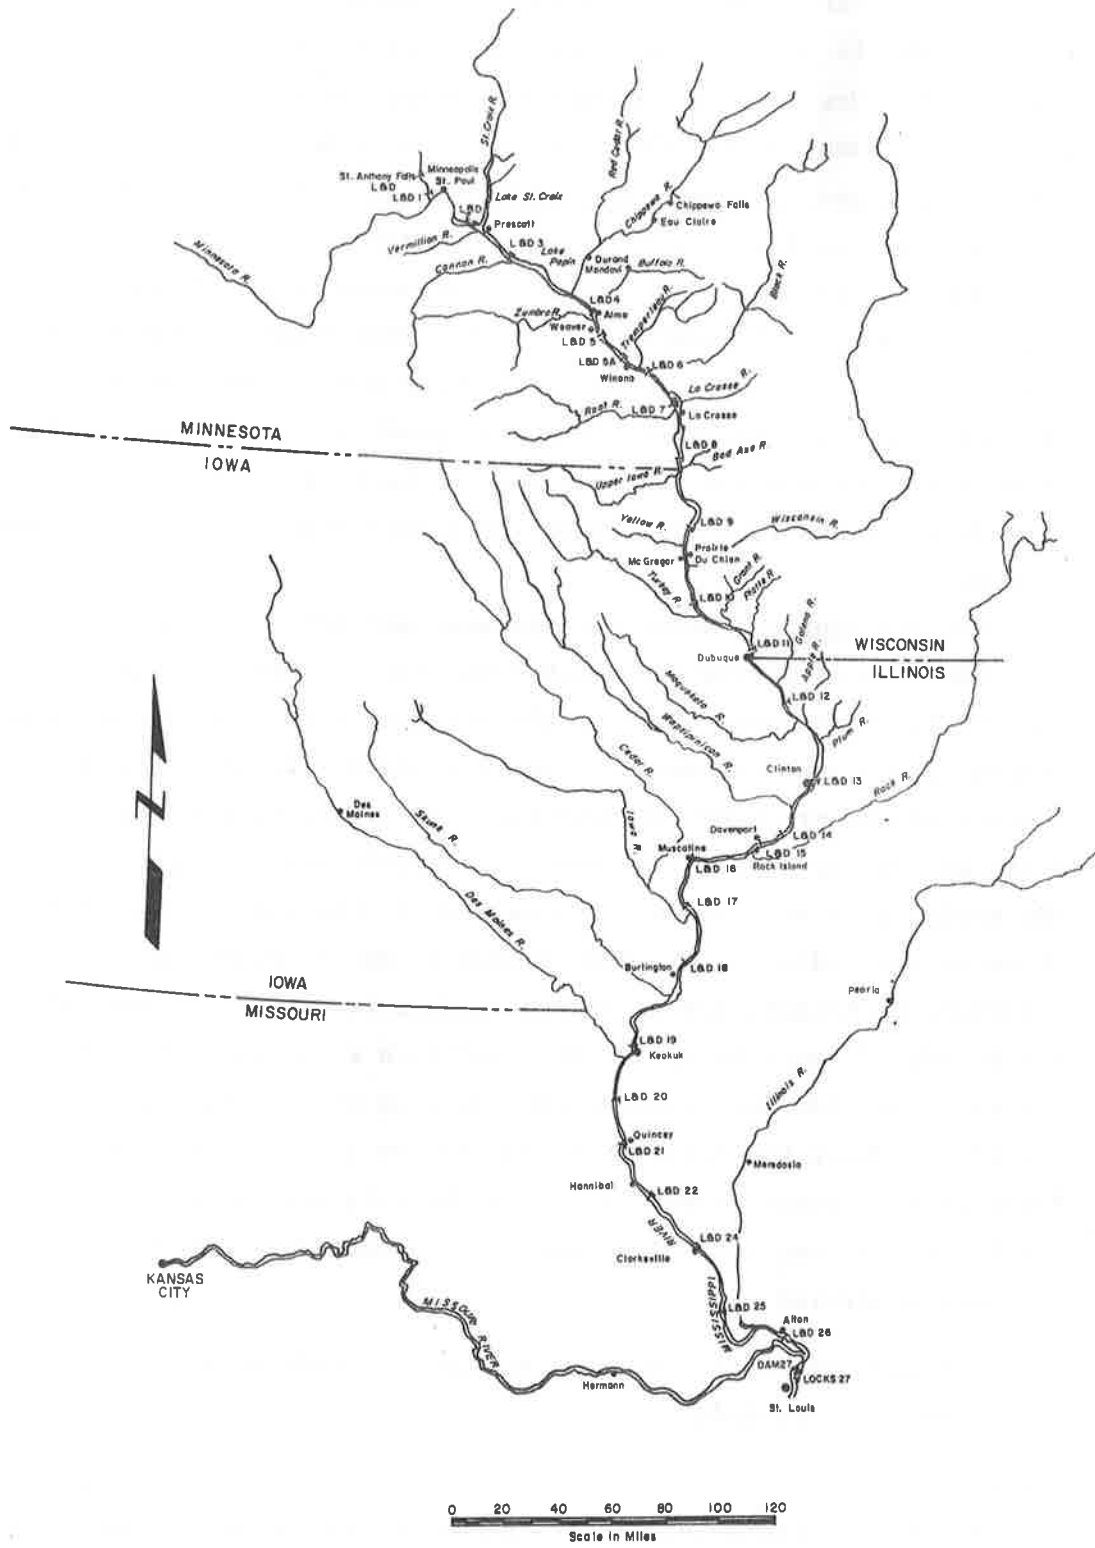 St. Croix R.
Red Cedar R.
St. Anthony Falls
L&D
Minneapolis
St. Paul
L&D 1
Lake St. Croix
L&D
Prescott
Chippewa R.
Chippewa Falls
Eau Claire
Black R.
Minnesota R.
Vermillion R.
L&D 3
Cannon R.
Lake
Pepin
Durand
Mondovi
Buffalo R.
L&D4
Alma
Zumbro R.
Weaver
L&D 5
Trempealeau R.
L&D 5A
Winona
L&D 6
La Crosse R.
Root R.
L&D 7
La Crosse
MINNESOTA
IOWA
L&D 8
Bad Axe R.
Upper Iowa R.
L&D 9
Yellow R.
Wisconsin R.
Mc Gregor
Prairie
Du Chien
Turkey R.
L&D
Grant R.
Platte R.
Galena R.
L&D 11
Dubuque
WISCONSIN
ILLINOIS
Apple R.
L&D 12
Maquoketa R.
Wapsipinicon R.
Plum R.
Cedar R.
Clinton
L&D 13
Rock R.
Des
Moines
Skunk R.
Iowa R.
Davenport
L&D 14
L&D 15
Rock Island
Muscatine
L&D 16
L&D 17
Des Moines R.
Burlington
L&D 18
IOWA
MISSOURI
Peoria
L&D 19
Keokuk
Illinois R.
L&D 20
Quincey
L&D 21
Meredosia
Hannibal
L&D 22
MISSISSIPPI
RIVER
L&D 24
Clarksville
KANSAS
CITY
MISSOURI RIVER
L&D 25
Alton
L&D 26
DAM27
LOCKS 27
Hermann
St. Louis
0 20 40 60 80 100 120
Scale in Miles